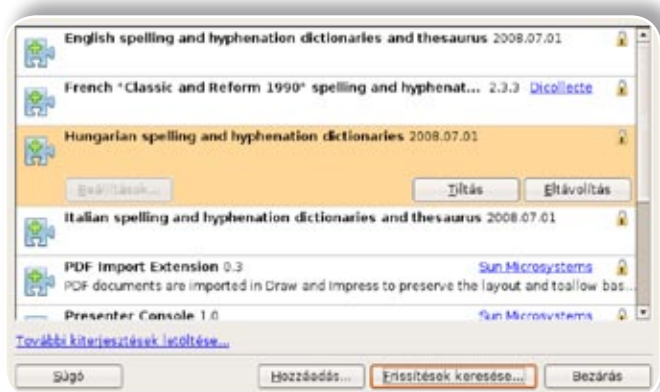 English spelling and hyphenation dictionaries and thesaurus 2008.07.01
French "Classic and Reform 1990" spelling and hyphenat... 2.3.3 Dicollecte
Hungarian spelling and hyphenation dictionaries 2008.07.01
Beállítások... Tiltás Eltávolítás
Italian spelling and hyphenation dictionaries and thesaurus 2008.07.01
PDF Import Extension 0.3 Sun Microsystems
PDF documents are imported in Draw and Impress to preserve the layout and toallow bas...
Presenter Console 1.0 Sun Microsystems
További kiterjesztések letöltése...
Súgó Hozzáadás... Frissítések keresése... Bezárás